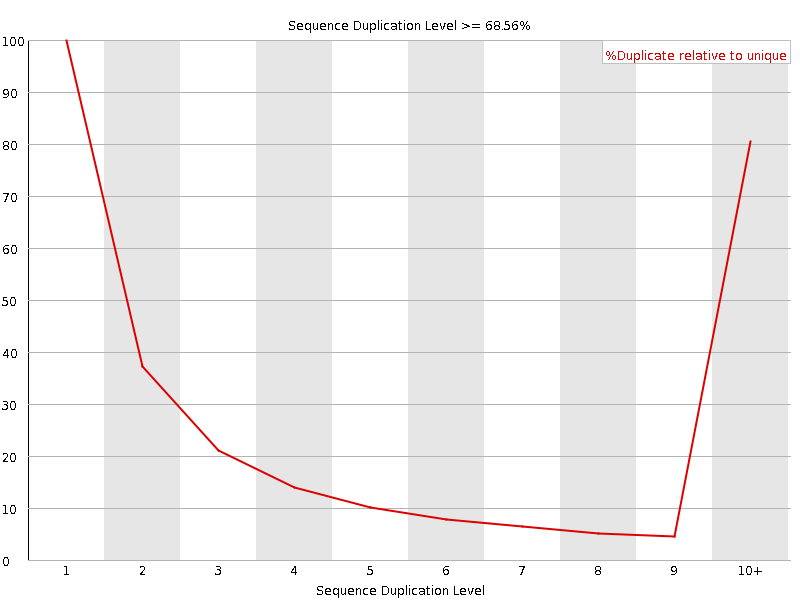 Sequence Duplication Level >= 68.56%
%Duplicate relative to unique
100
90
80
70
60
50
40
30
20
10
0
1 2 3 4 5 6 7 8 9 10+
Sequence Duplication Level